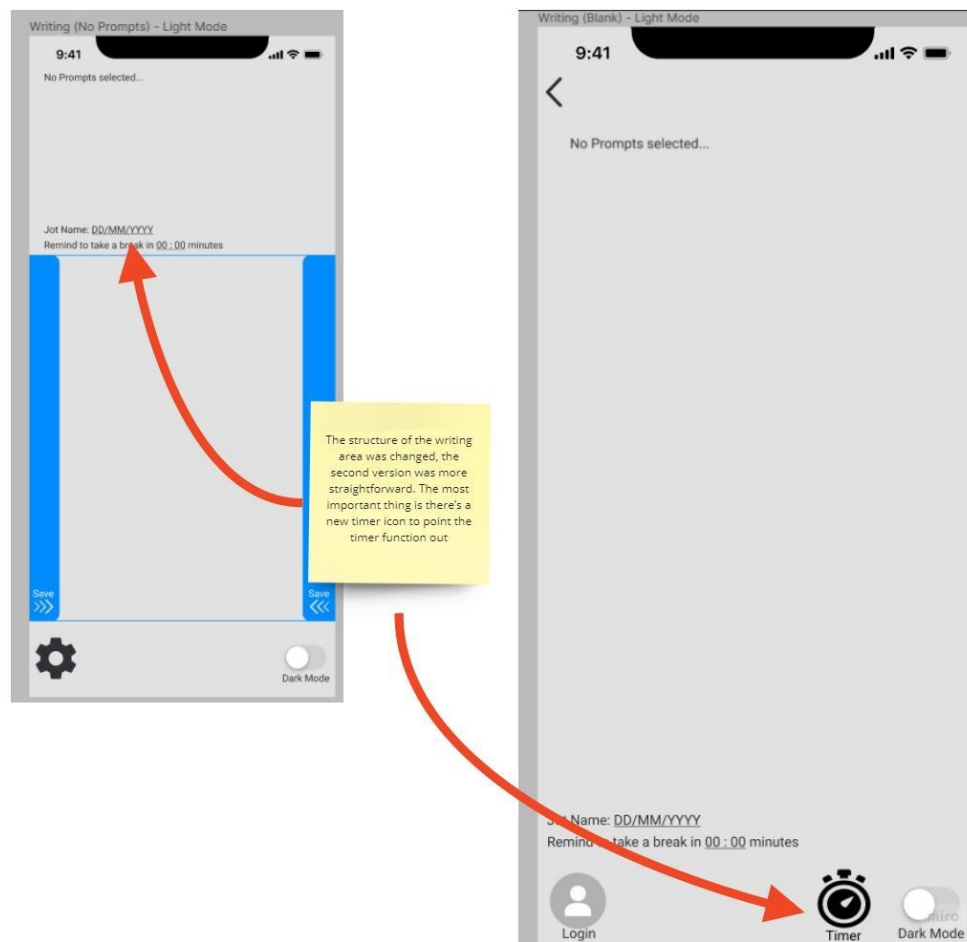 Writing (No Prompts) - Light Mode
9:41
No Prompts selected...
Jot Name: DD/MM/YYYY
Remind to take a break in 00 : 00 minutes
Save
>>>
Save
<<<
Dark Mode
The structure of the writing
area was changed, the
second version was more
straightforward. The most
important thing is there's a
new timer icon to point the
timer function out
Writing (Blank) - Light Mode
9:41
No Prompts selected...
Jot Name: DD/MM/YYYY
Remind to take a break in 00 : 00 minutes
Login
Timer
miro
Dark Mode